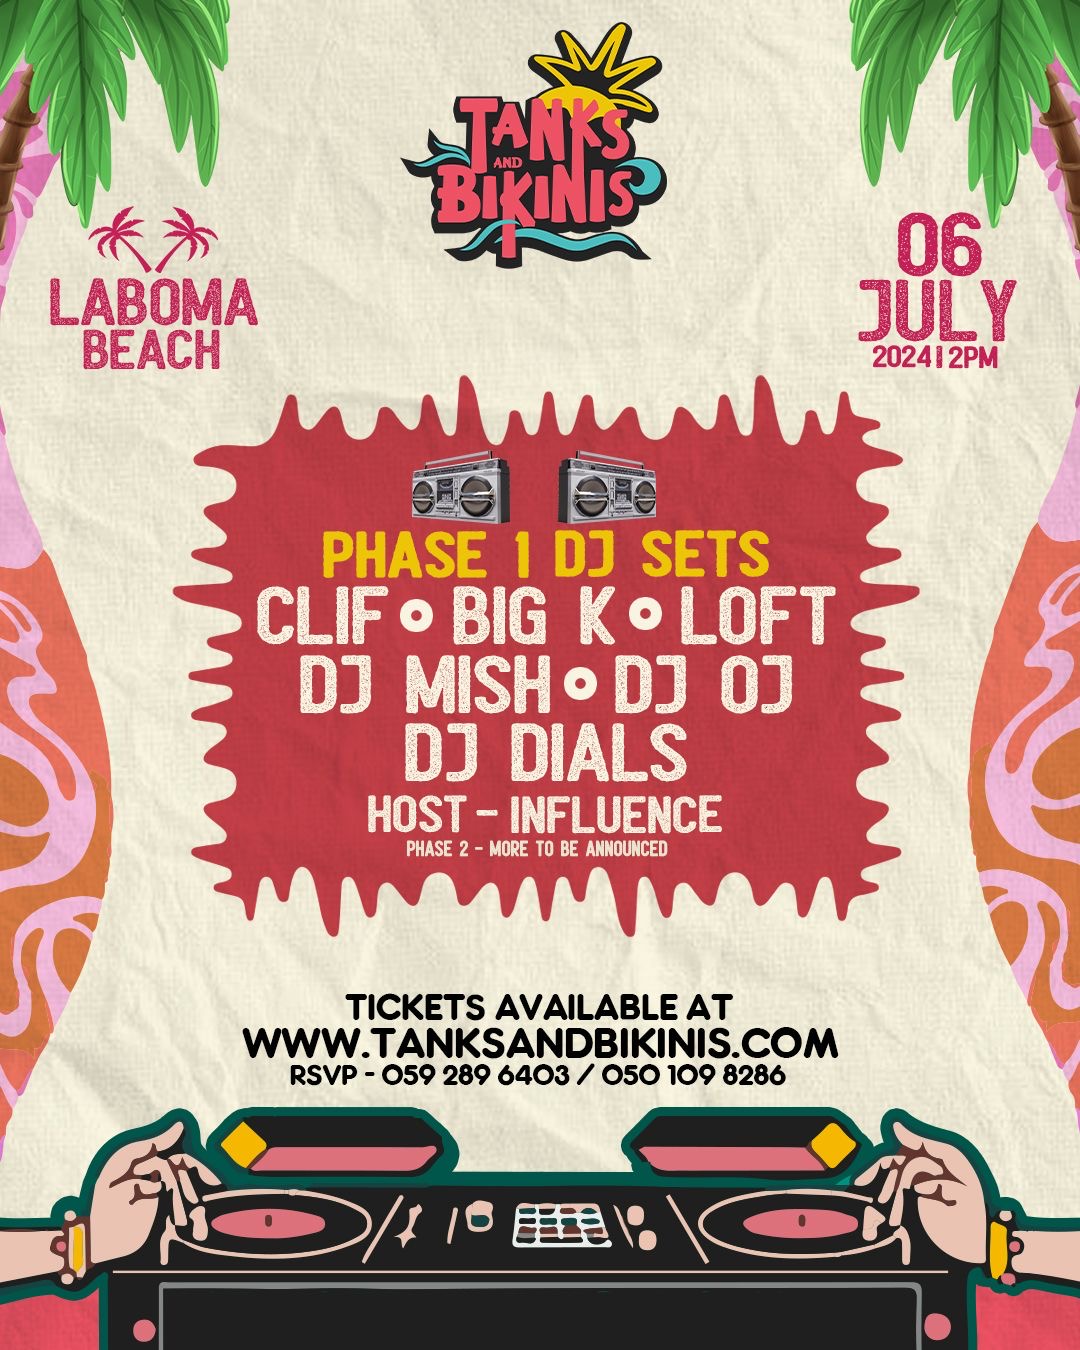 TANKS
AND
BIKINIS
LABOMA
BEACH
06
JULY
2024 | 2PM
PHASE 1 DJ SETS
CLIF • BIG K • LOFT
DJ MISH • DJ OJ
DJ DIALS
HOST - INFLUENCE
PHASE 2 - MORE TO BE ANNOUNCED
TICKETS AVAILABLE AT
WWW.TANKSANDBIKINIS.COM
RSVP - 059 289 6403 / 050 109 8286